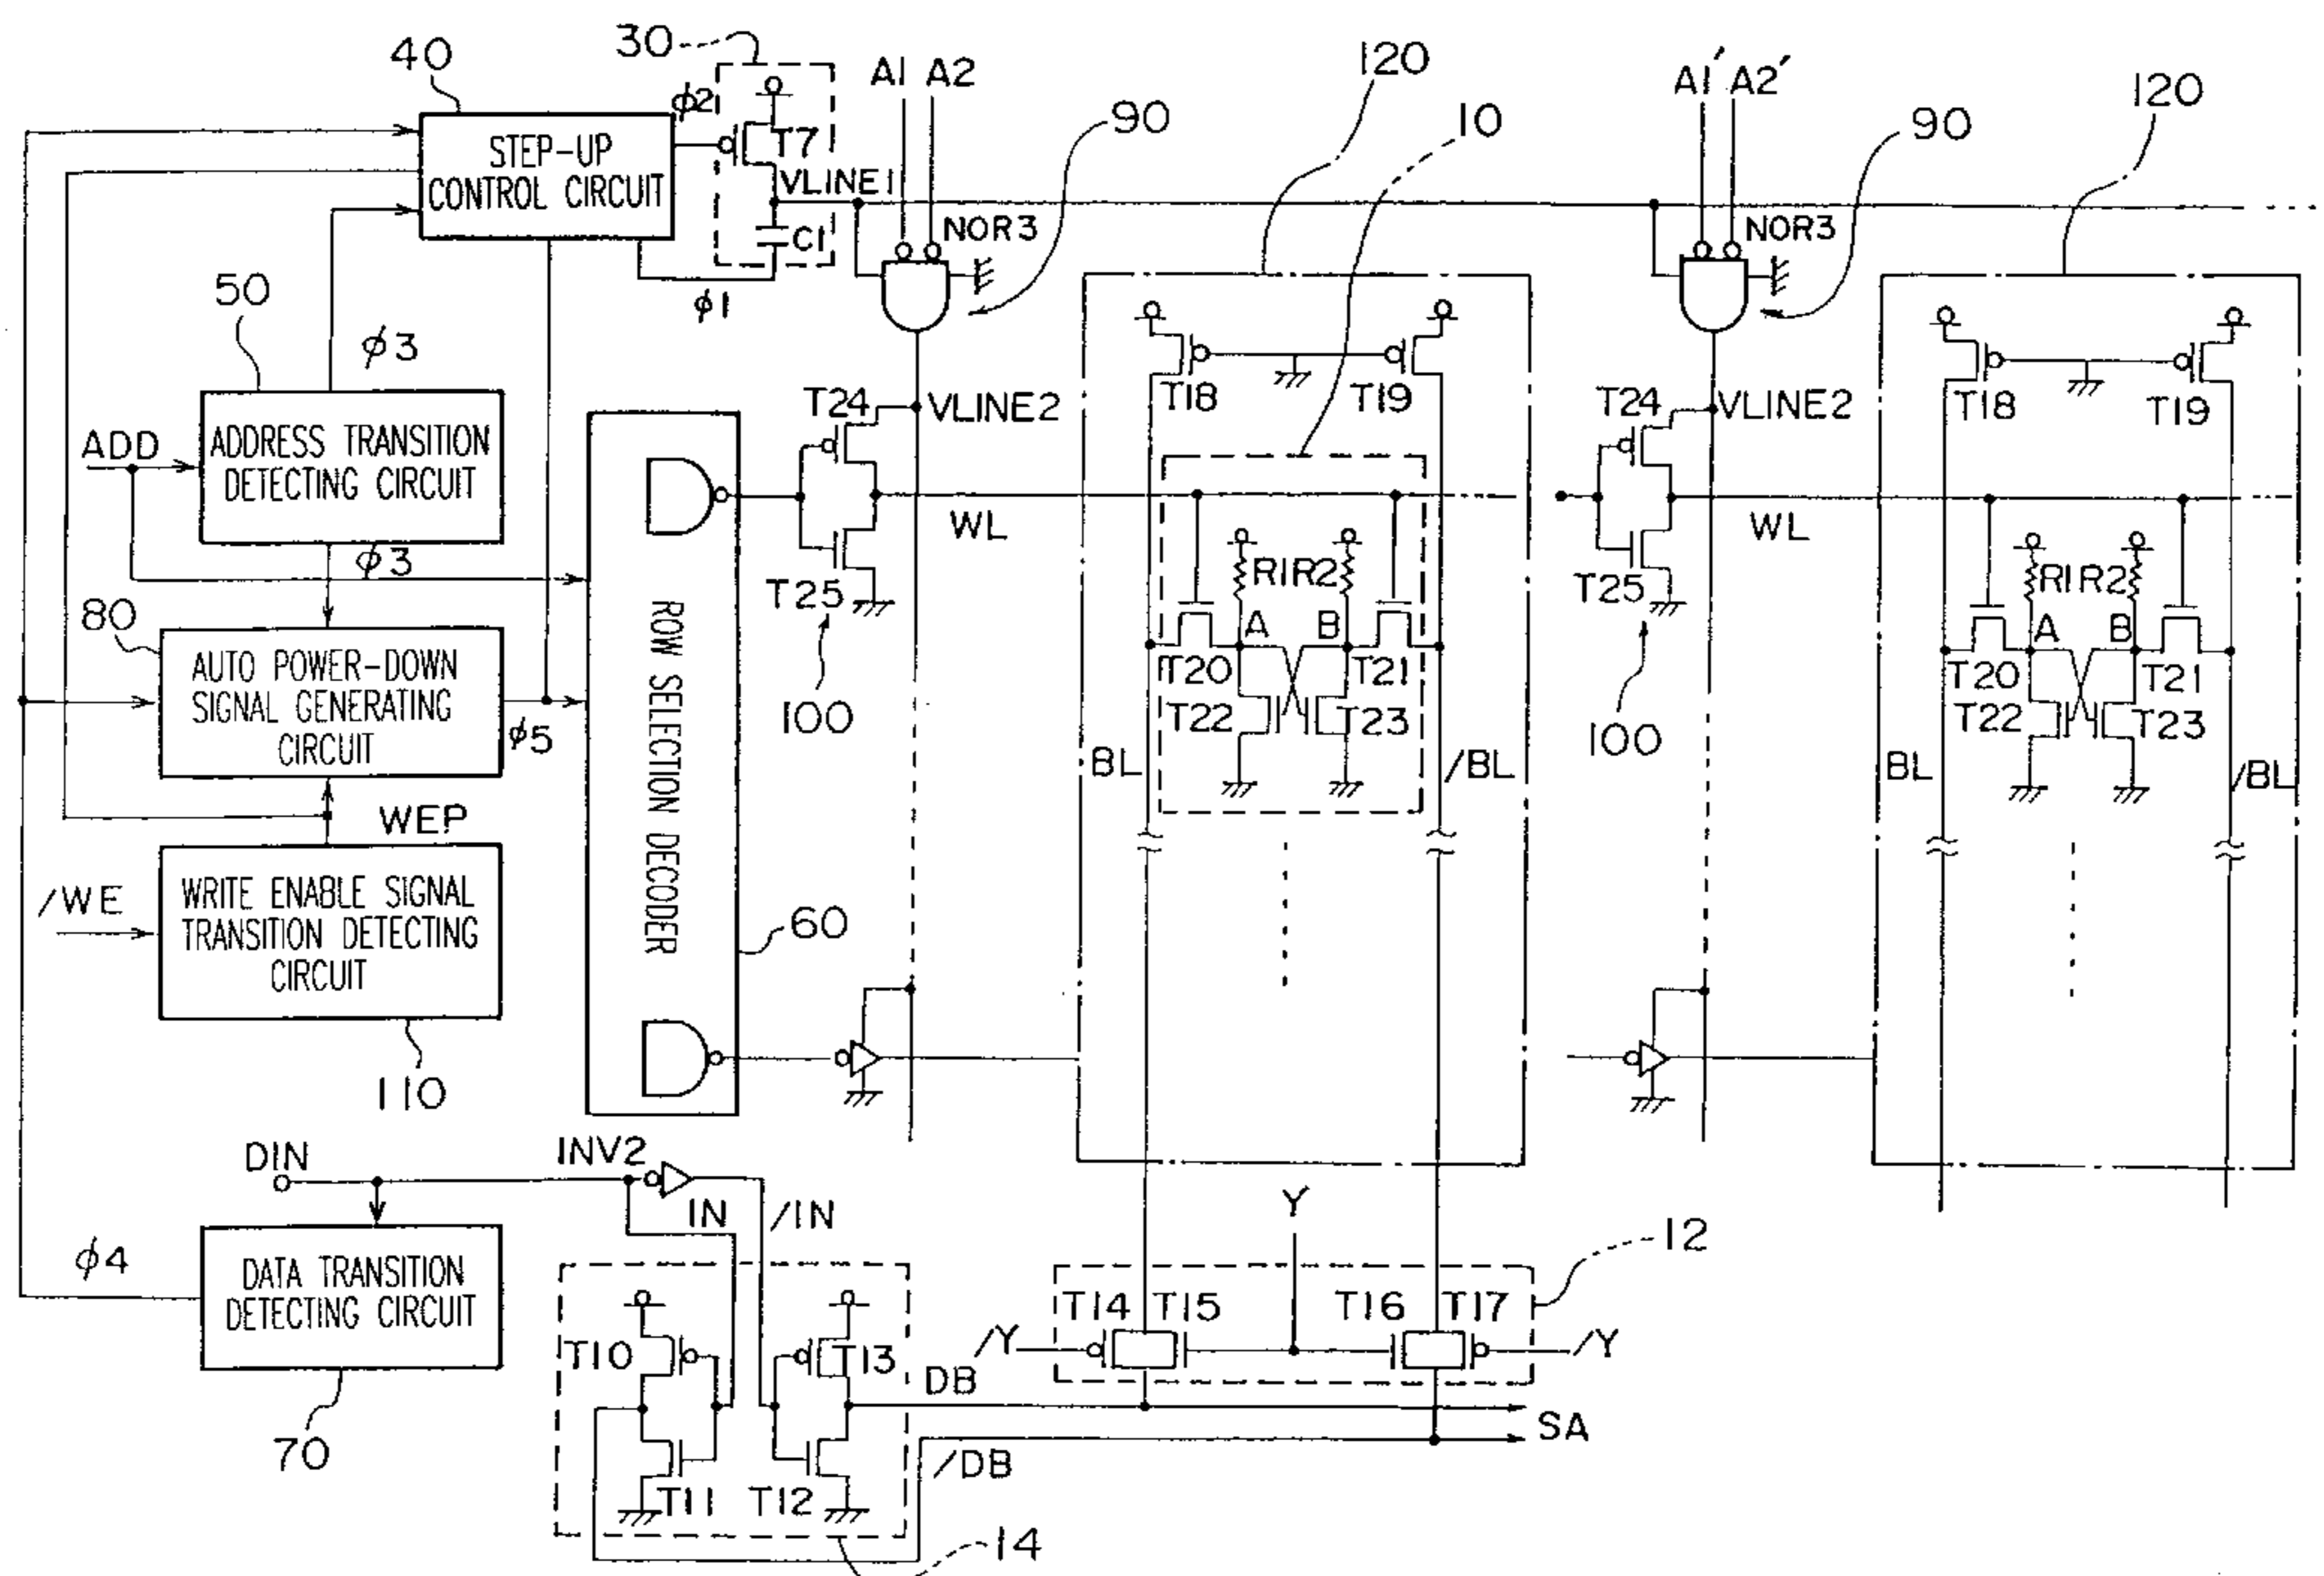 30
A1 A2
120
A1′ A2′
120
40
φ2
10
90
90
STEP-UP
CONTROL CIRCUIT
T7
VLINE1
C1
NOR3
NOR3
φ1
50
φ3
T18
T19
T18
T19
ADD
ADDRESS TRANSITION
DETECTING CIRCUIT
T24
VLINE2
T24
VLINE2
WL
WL
φ3
T25
T25
R1 R2
R1 R2
80
AUTO POWER-DOWN
SIGNAL GENERATING
CIRCUIT
φ5
ROW SELECTION DECODER
100
100
A
B
A
B
T20
T21
T20
T21
T22
T23
T22
T23
BL
/BL
BL
/BL
WEP
/WE
WRITE ENABLE SIGNAL
TRANSITION DETECTING
CIRCUIT
60
110
DIN
INV2
IN
/IN
Y
12
φ4
DATA TRANSITION
DETECTING CIRCUIT
T10
T13
/Y
T14 T15
T16 T17
/Y
DB
SA
70
T11
T12
/DB
14